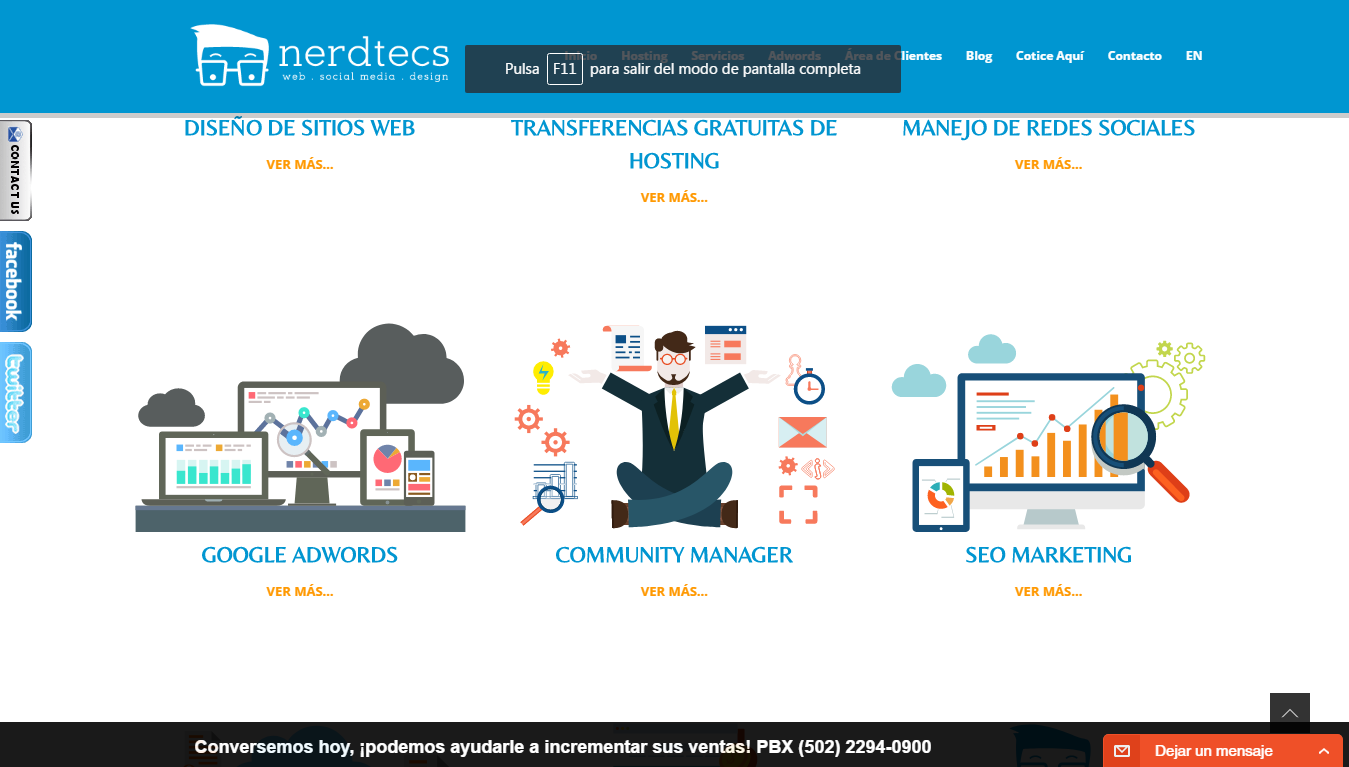 nerdtecs
web . social media . design
Inicio Hosting Servicios Adwords Área de Clientes Blog Cotice Aquí Contacto EN
Pulsa F11 para salir del modo de pantalla completa
CONTACT US
facebook
twitter
DISEÑO DE SITIOS WEB
VER MÁS...
TRANSFERENCIAS GRATUITAS DE
HOSTING
VER MÁS...
MANEJO DE REDES SOCIALES
VER MÁS...
GOOGLE ADWORDS
VER MÁS...
COMMUNITY MANAGER
VER MÁS...
SEO MARKETING
VER MÁS...
Conversemos hoy, ¡podemos ayudarle a incrementar sus ventas! PBX (502) 2294-0900
Dejar un mensaje